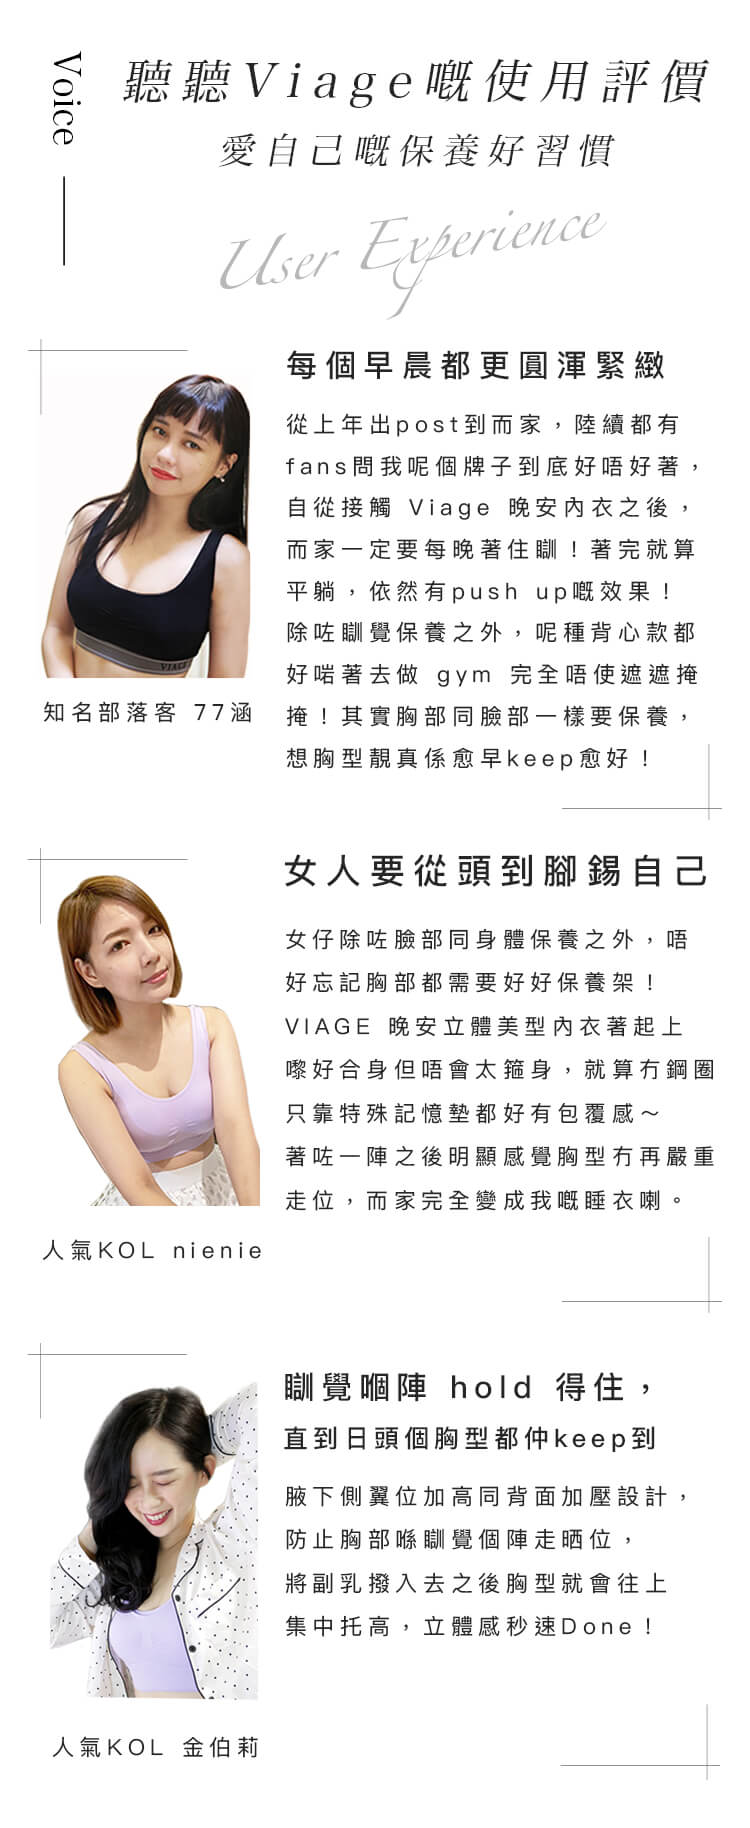 Voice
聽聽Viage嘅使用評價
愛自己嘅保養好習慣
User Experience
每個早晨都更圓渾緊緻
從上年出post到而家，陸續都有
fans問我呢個牌子到底好唔好著，
自從接觸 Viage 晚安內衣之後，
而家一定要每晚著住瞓！著完就算
平躺，依然有push up嘅效果！
除咗瞓覺保養之外，呢種背心款都
好啱著去做 gym 完全唔使遮遮掩
掩！其實胸部同臉部一樣要保養，
想胸型靚真係愈早keep愈好！
VIAGE
知名部落客 77涵
女人要從頭到腳錫自己
女仔除咗臉部同身體保養之外，唔
好忘記胸部都需要好好保養架！
VIAGE 晚安立體美型內衣著起上
嚟好合身但唔會太箍身，就算冇鋼圈
只靠特殊記憶墊都好有包覆感～
著咗一陣之後明顯感覺胸型冇再嚴重
走位，而家完全變成我嘅睡衣喇。
人氣KOL nienie
瞓覺嗰陣 hold 得住，
直到日頭個胸型都仲keep到
腋下側翼位加高同背面加壓設計，
防止胸部喺瞓覺個陣走晒位，
將副乳撥入去之後胸型就會往上
集中托高，立體感秒速Done！
人氣KOL 金伯莉